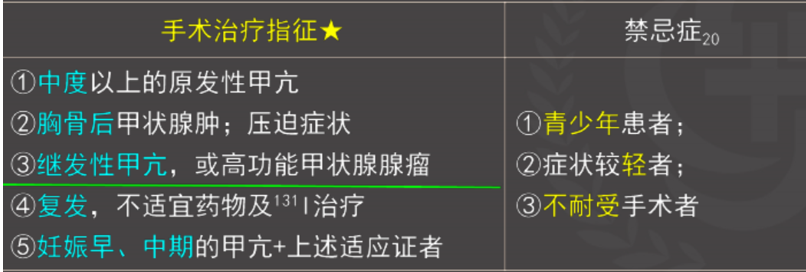 手术治疗指征★
①中度以上的原发性甲亢
②胸骨后甲状腺肿；压迫症状
③继发性甲亢，或高功能甲状腺腺瘤
④复发，不适宜药物及¹³¹I治疗
⑤妊娠早、中期的甲亢+上述适应证者
禁忌症₂₀
①青少年患者；
②症状较轻者；
③不耐受手术者